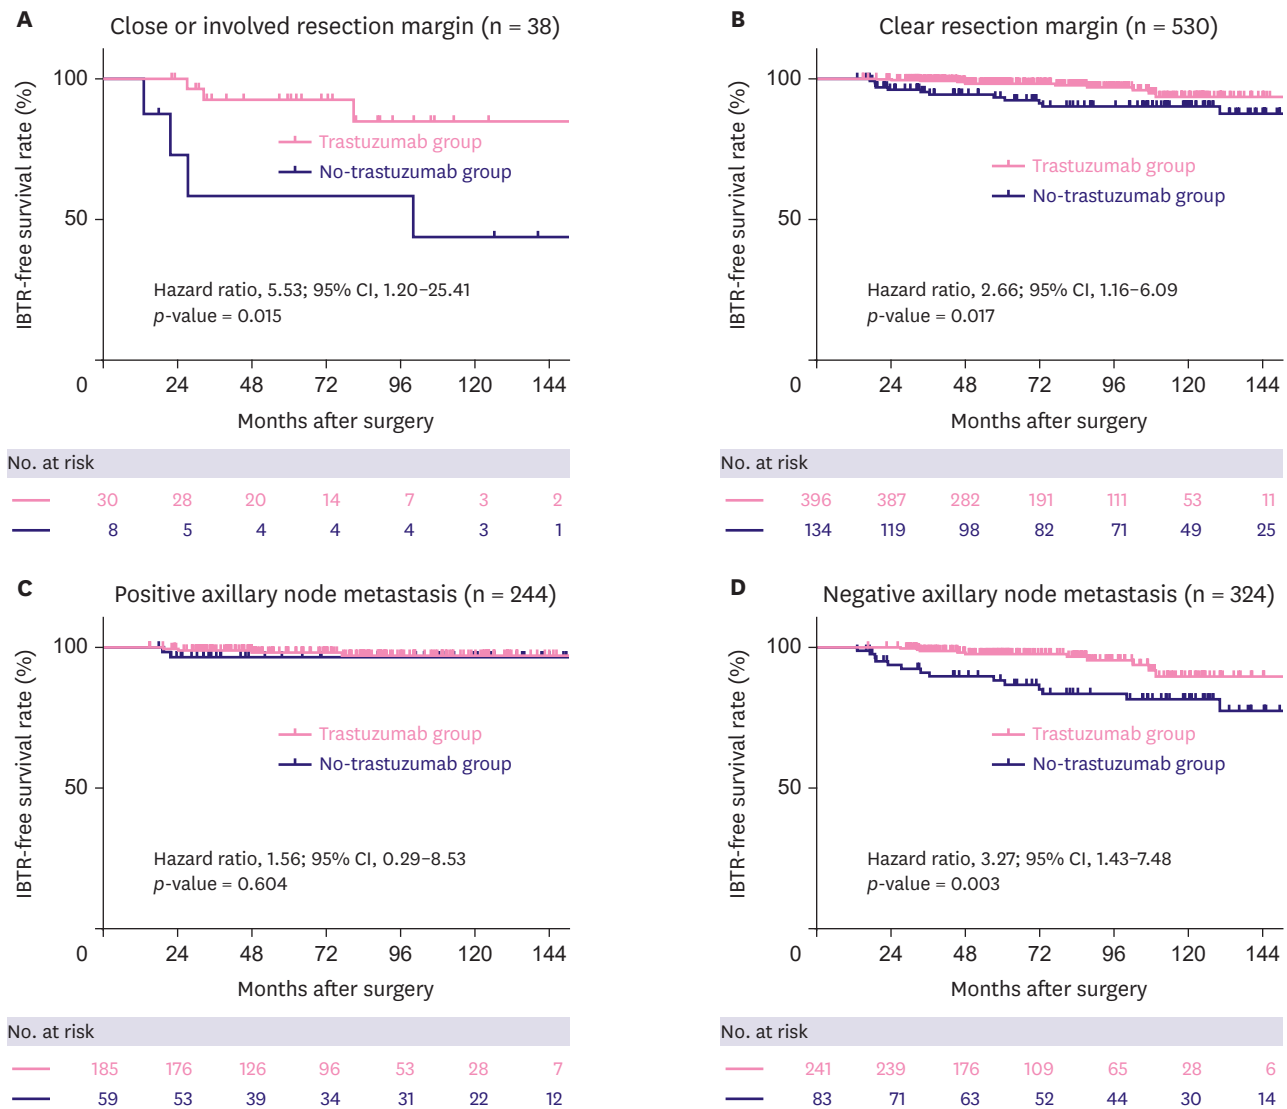 A
Close or involved resection margin (n = 38)
IBTR-free survival rate (%)
100
50
0
Trastuzumab group
No-trastuzumab group
Hazard ratio, 5.53; 95% CI, 1.20–25.41
p-value = 0.015
24 48 72 96 120 144
Months after surgery
No. at risk
30 28 20 14 7 3 2
8 5 4 4 4 3 1
B
Clear resection margin (n = 530)
IBTR-free survival rate (%)
100
50
0
Trastuzumab group
No-trastuzumab group
Hazard ratio, 2.66; 95% CI, 1.16–6.09
p-value = 0.017
24 48 72 96 120 144
Months after surgery
No. at risk
396 387 282 191 111 53 11
134 119 98 82 71 49 25
C
Positive axillary node metastasis (n = 244)
IBTR-free survival rate (%)
100
50
0
Trastuzumab group
No-trastuzumab group
Hazard ratio, 1.56; 95% CI, 0.29–8.53
p-value = 0.604
24 48 72 96 120 144
Months after surgery
No. at risk
185 176 126 96 53 28 7
59 53 39 34 31 22 12
D
Negative axillary node metastasis (n = 324)
IBTR-free survival rate (%)
100
50
0
Trastuzumab group
No-trastuzumab group
Hazard ratio, 3.27; 95% CI, 1.43–7.48
p-value = 0.003
24 48 72 96 120 144
Months after surgery
No. at risk
241 239 176 109 65 28 6
83 71 63 52 44 30 14